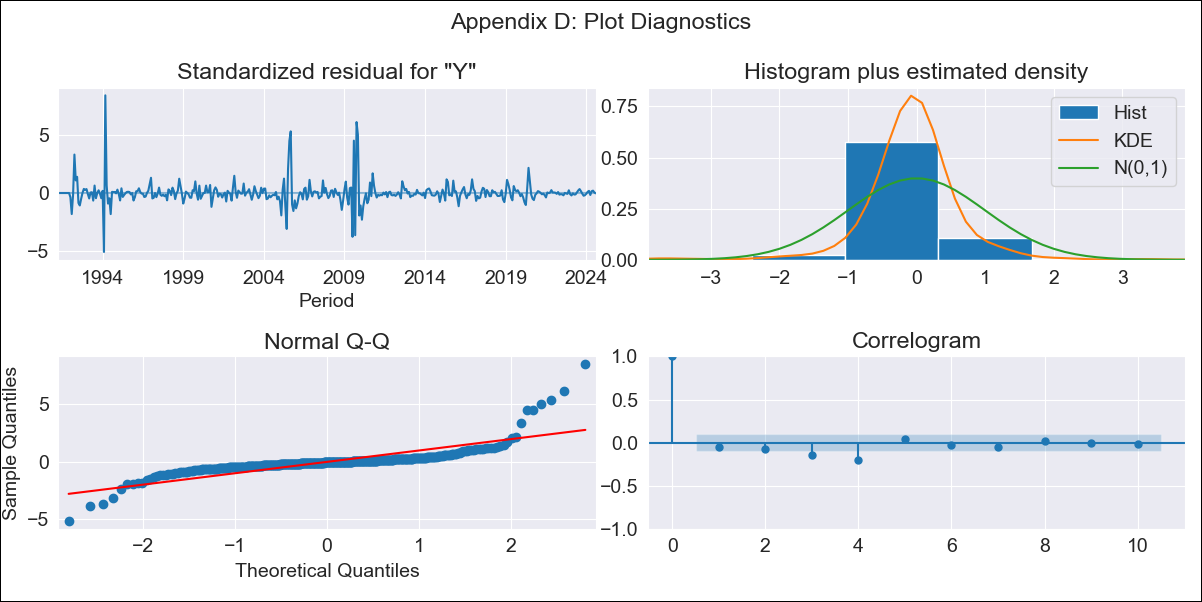 Appendix D: Plot Diagnostics
Standardized residual for "Y"
5
0
−5
1994 1999 2004 2009 2014 2019 2024
Period
Histogram plus estimated density
0.75
0.50
0.25
0.00
−3 −2 −1 0 1 2 3
Hist
KDE
N(0,1)
Normal Q-Q
Sample Quantiles
5
0
−5
−2 −1 0 1 2
Theoretical Quantiles
Correlogram
1.0
0.5
0.0
−0.5
−1.0
0 2 4 6 8 10